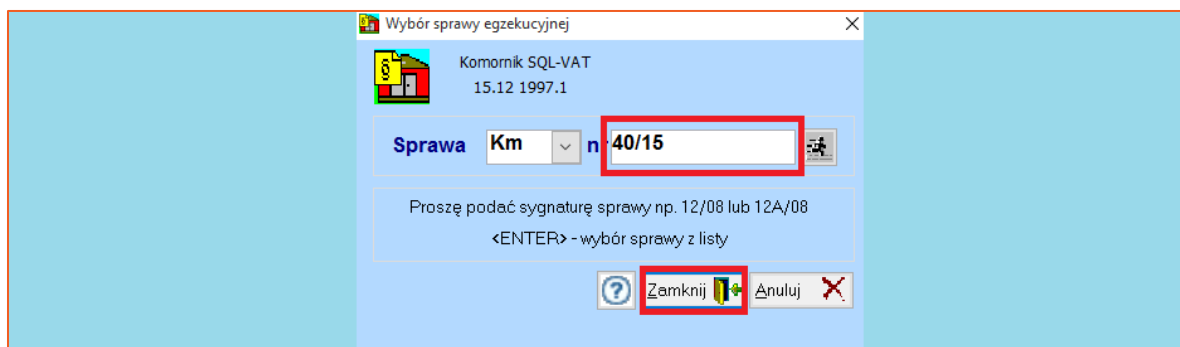 Wybór sprawy egzekucyjnej
Komornik SQL-VAT
15.12 1997.1
§
Sprawa Km n 40/15
Proszę podać sygnaturę sprawy np. 12/08 lub 12A/08
<ENTER> - wybór sprawy z listy
? Zamknij Anuluj